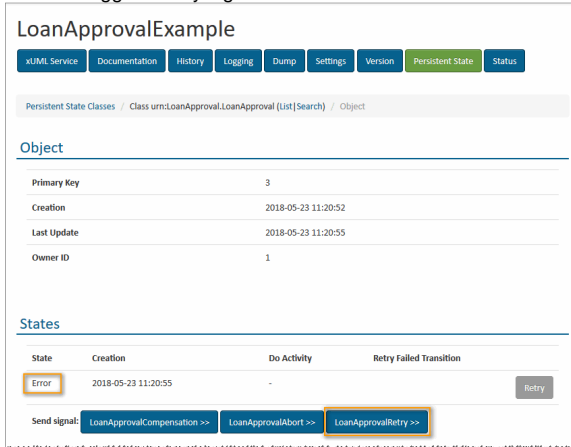 LoanApprovalExample
xUML Service Documentation History Logging Dump Settings Version Persistent State Status
Persistent State Classes / Class urn:LoanApproval.LoanApproval (List|Search) / Object
Object
Primary Key 3
Creation 2018-05-23 11:20:52
Last Update 2018-05-23 11:20:55
Owner ID 1
States
State Creation Do Activity Retry Failed Transition
Error 2018-05-23 11:20:55 - Retry
Send signal: LoanApprovalCompensation >> LoanApprovalAbort >> LoanApprovalRetry >>